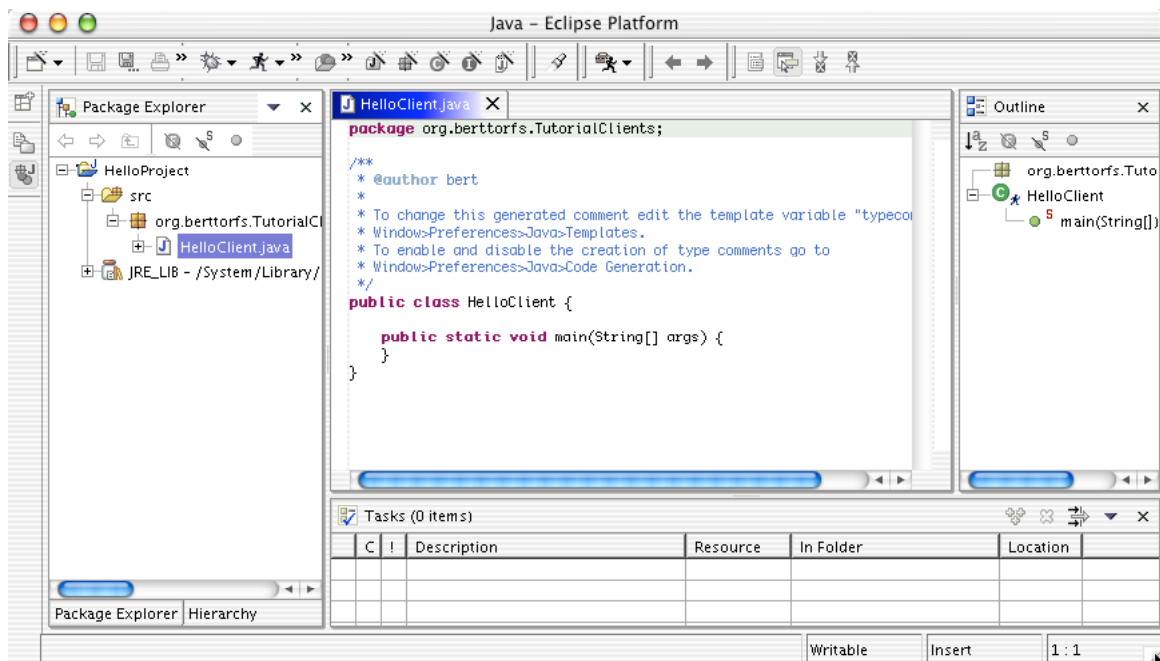 Java – Eclipse Platform
Package Explorer
HelloProject
src
org.berttorfs.TutorialCl
HelloClient.java
JRE_LIB - /System/Library/
Package Explorer
Hierarchy
HelloClient.java
package org.berttorfs.TutorialClients;
/**
* @author bert
*
* To change this generated comment edit the template variable "typecom
* Window>Preferences>Java>Templates.
* To enable and disable the creation of type comments go to
* Window>Preferences>Java>Code Generation.
*/
public class HelloClient {
public static void main(String[] args) {
}
}
Outline
org.berttorfs.Tuto
HelloClient
main(String[])
Tasks (0 items)
C ! Description Resource In Folder Location
Writable Insert 1 : 1